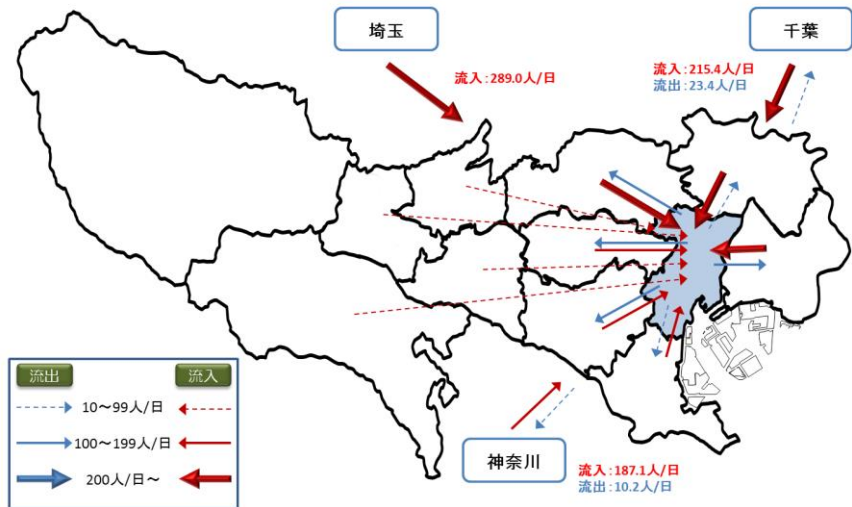 埼玉
千葉
流入:289.0人/日
流入:215.4人/日
流出:23.4人/日
流出
流入
10~99人/日
100~199人/日
200人/日~
神奈川
流入:187.1人/日
流出:10.2人/日